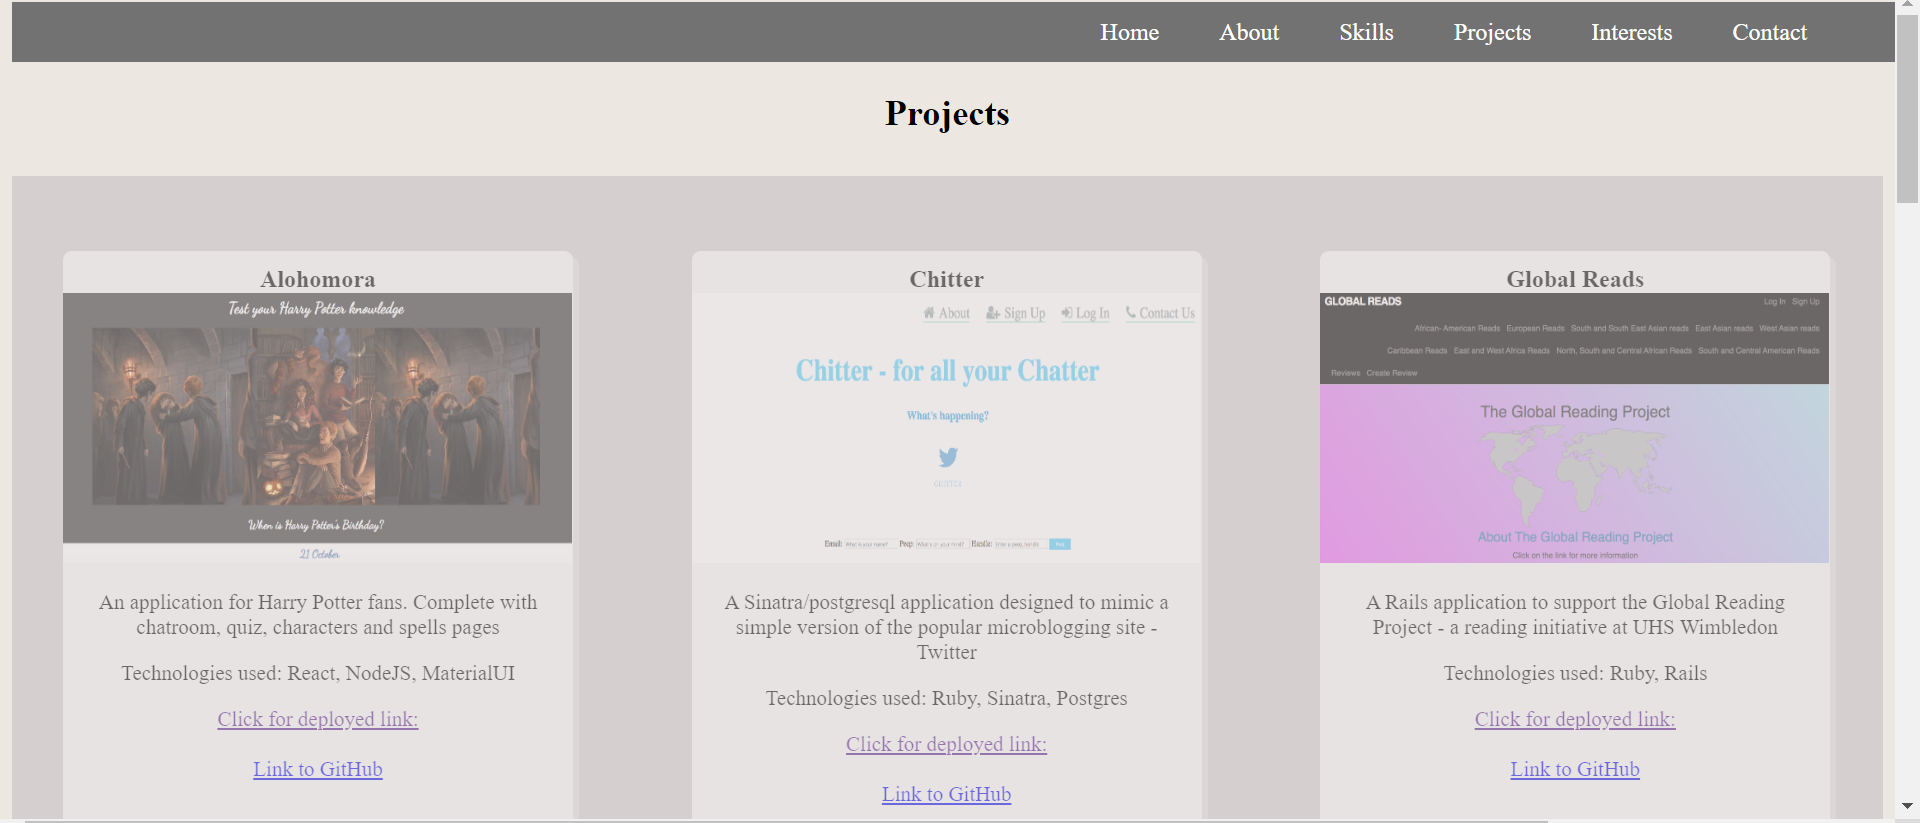 Home About Skills Projects Interests Contact
Projects
Alohomora
Test your Harry Potter knowledge
When is Harry Potter's Birthday?
21 October
An application for Harry Potter fans. Complete with
chatroom, quiz, characters and spells pages
Technologies used: React, NodeJS, MaterialUI
Click for deployed link:
Link to GitHub
Chitter
About Sign Up Log In Contact Us
Chitter - for all your Chatter
What's happening?
Email: What is your name? Peep: What's on your mind? Handle:
A Sinatra/postgresql application designed to mimic a
simple version of the popular microblogging site -
Twitter
Technologies used: Ruby, Sinatra, Postgres
Click for deployed link:
Link to GitHub
Global Reads
GLOBAL READS Log In Sign Up
African- American Reads European Reads South and South East Asian reads East Asian reads West Asian reads
Caribbean Reads East and West Africa Reads North, South and Central African Reads South and Central American Reads
Reviews Create Review
The Global Reading Project
About The Global Reading Project
Click on the link for more information
A Rails application to support the Global Reading
Project - a reading initiative at UHS Wimbledon
Technologies used: Ruby, Rails
Click for deployed link:
Link to GitHub